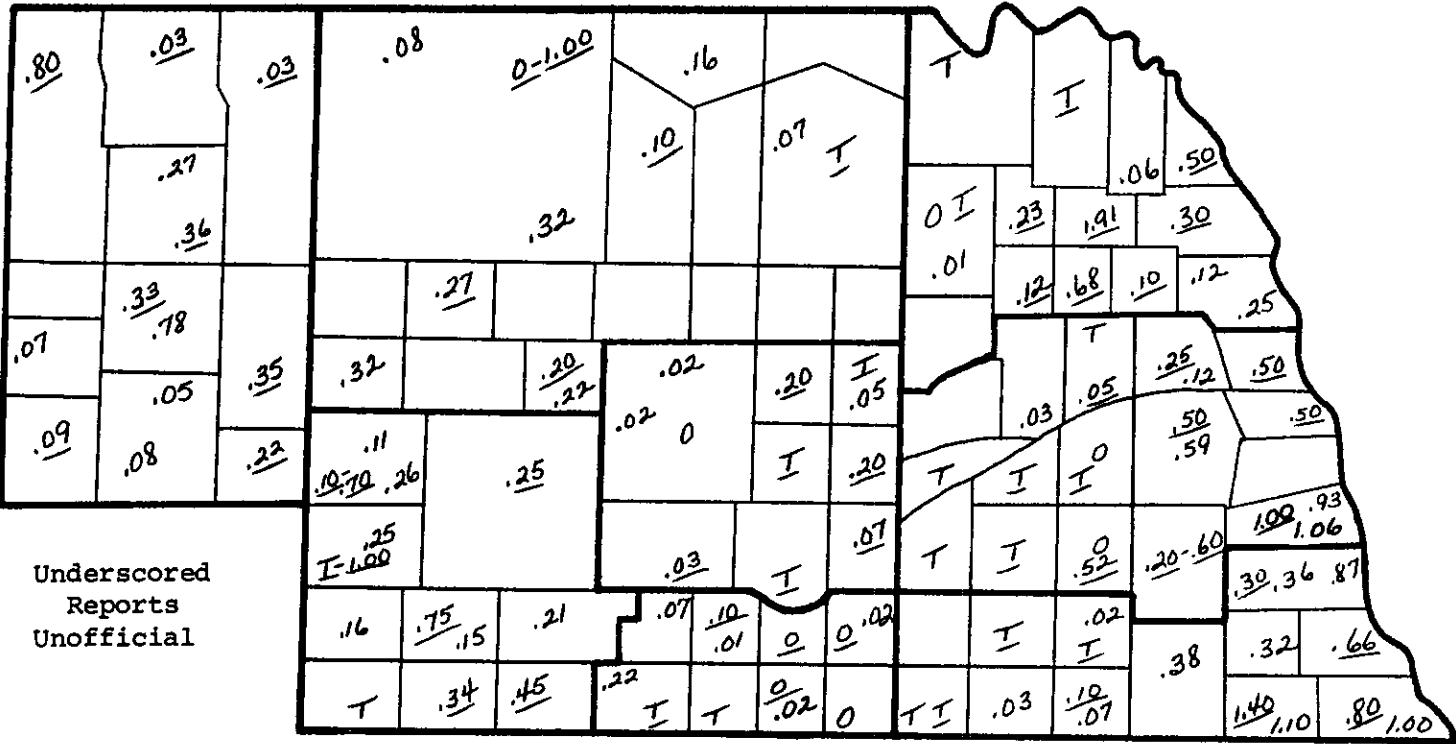 .80 .03 .03 .08 0-1.00 .16 T I
.10 .07 T .06 .50
.27 .36 .32 0 I .23 1.91 .30
.01
.33 .27 .12 .68 .10 .12
.78 .25
.07 .35 .32 .20 .02 .20 I T .25 .50
.05 .22 .05 .12
.09 .08 .22 .11 .25 .02 0 I .20 .03 .05 .50 .50
.10-.70 .26 T I 0 .59
T
.25 .07 1.00 .93
I-1.00 .03 T T I 0 .20-.60 1.06
.52 .30 .36 .87
Underscored
Reports
Unofficial
.16 .75 .21 .07 .10 0 0 .02 I .02 .38 .32 .66
.15 .01 I
T .34 .45 .22 I T 0 0 T I .03 .10 1.40 .80
.02 .07 1.10 1.00